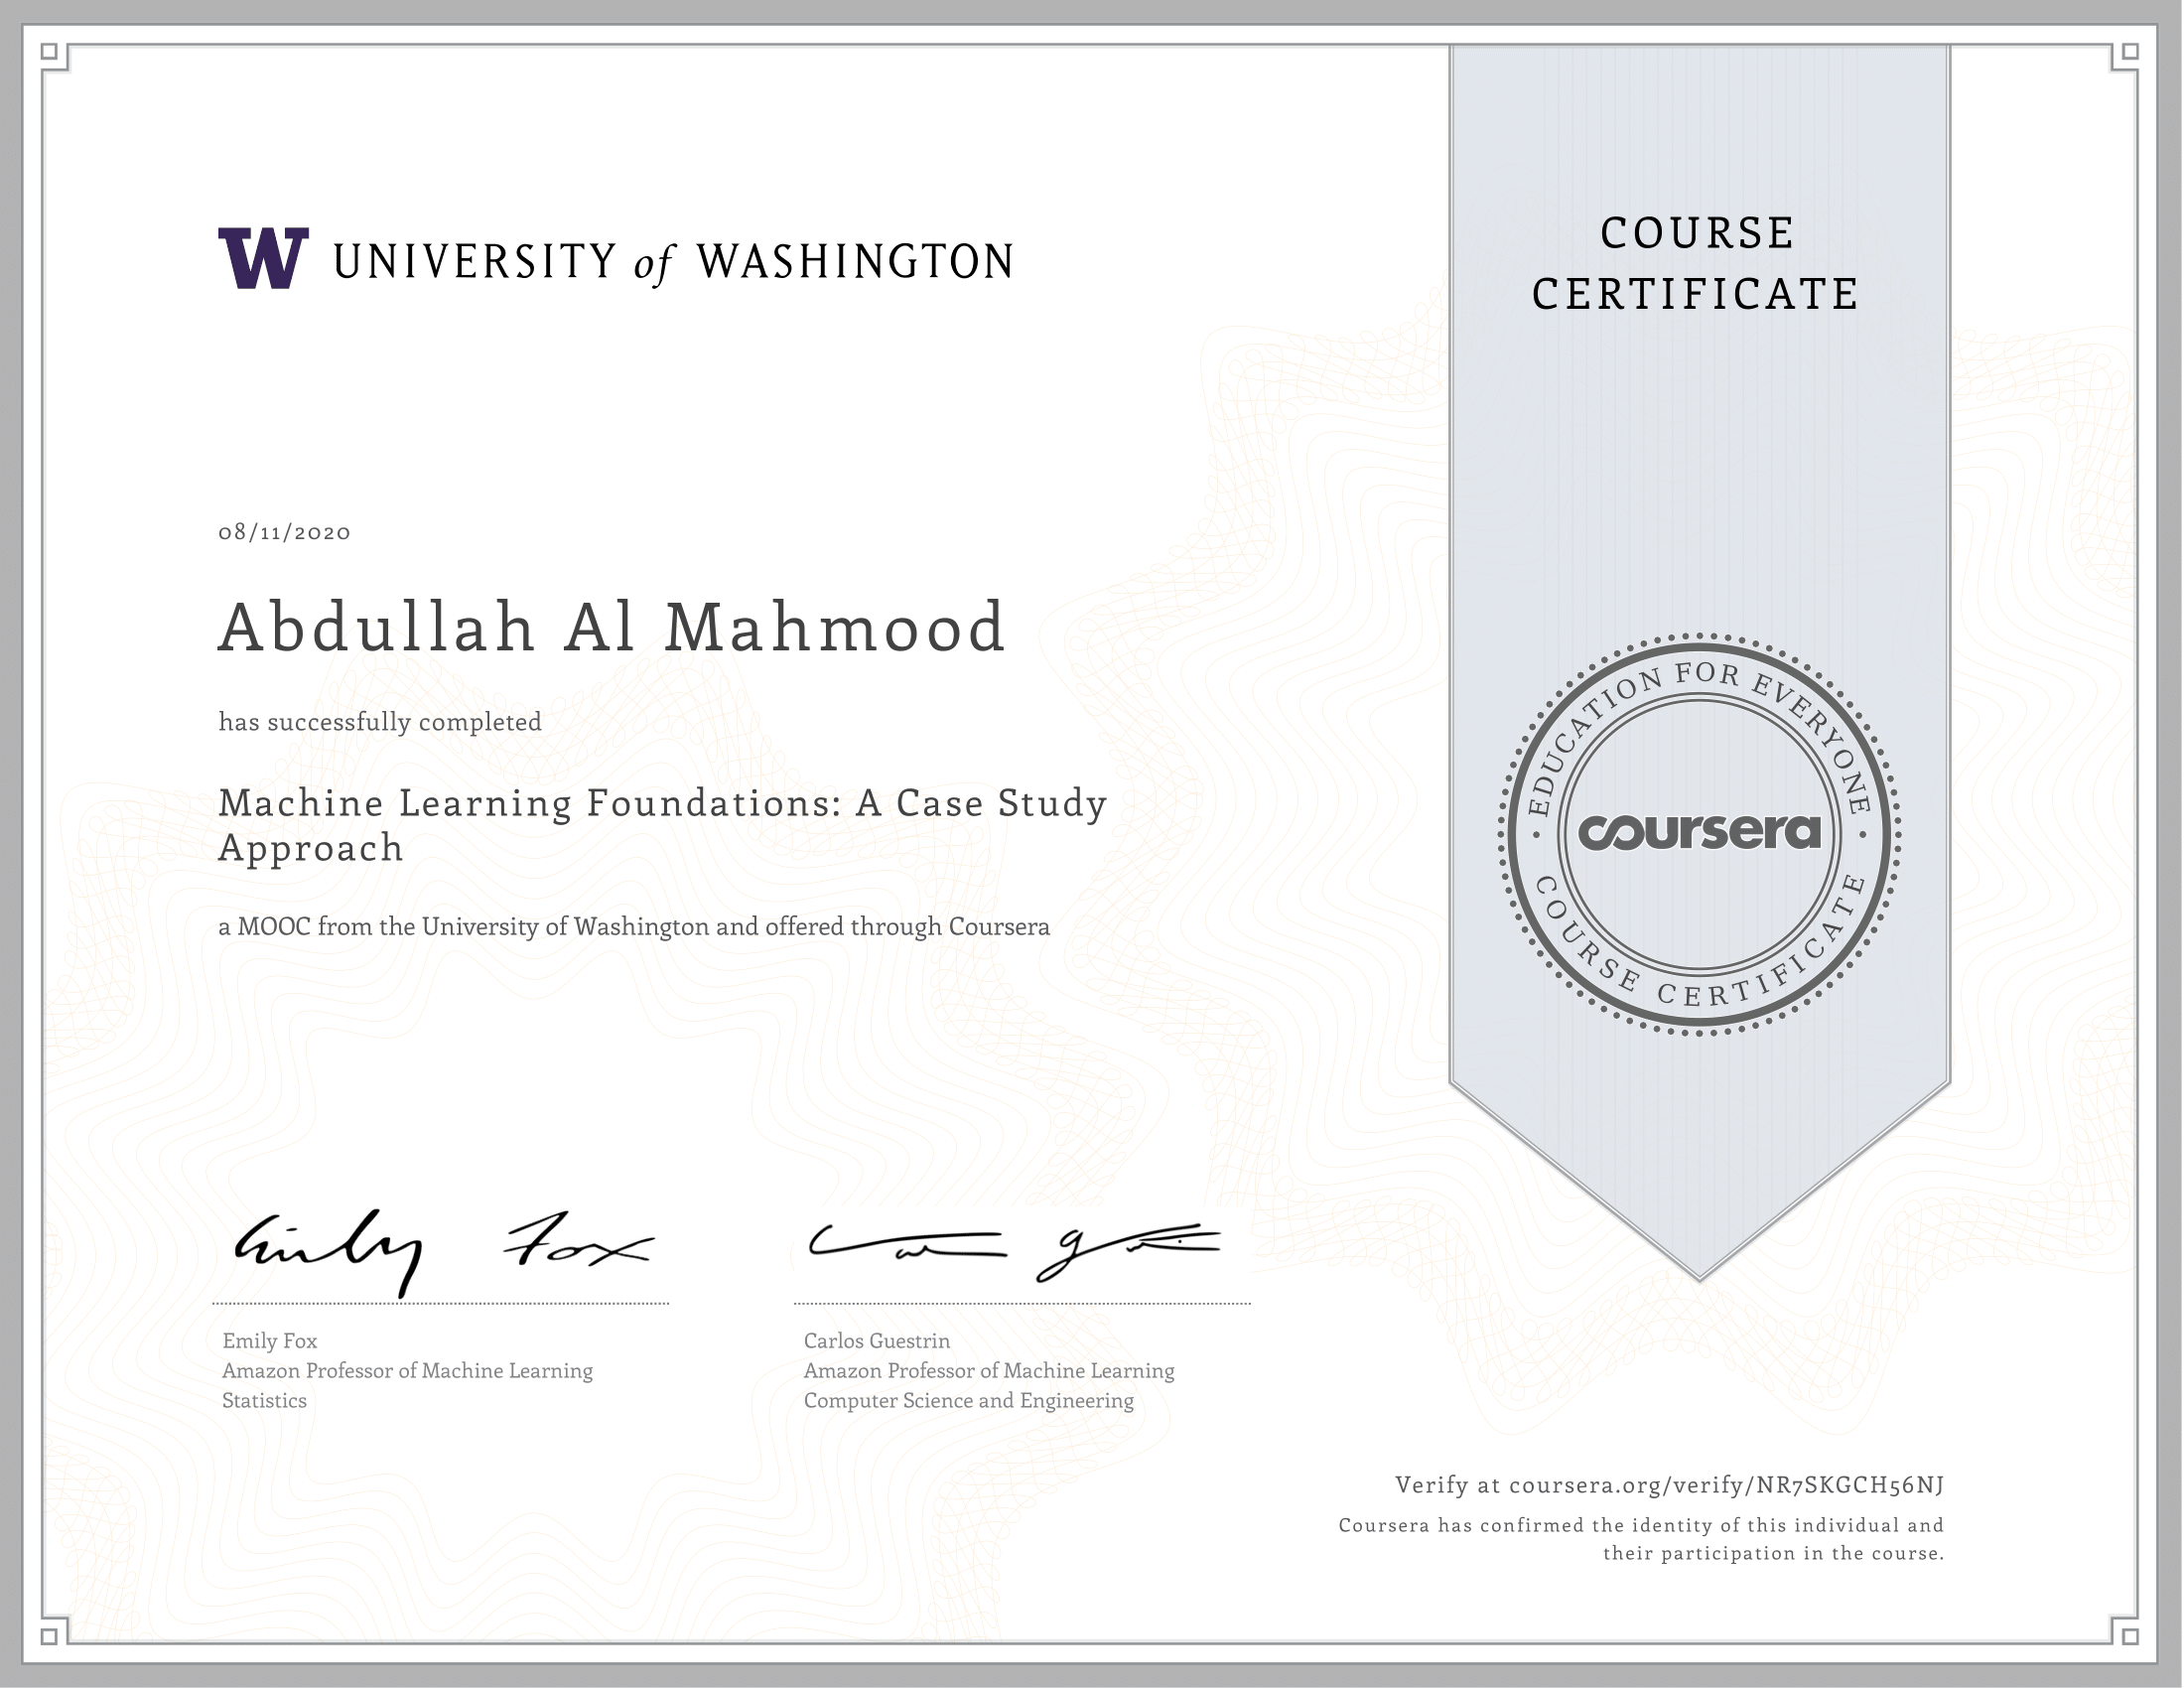 W UNIVERSITY of WASHINGTON
COURSE
CERTIFICATE
08/11/2020
Abdullah Al Mahmood
has successfully completed
Machine Learning Foundations: A Case Study
Approach
a MOOC from the University of Washington and offered through Coursera
EDUCATION FOR EVERYONE
coursera
COURSE CERTIFICATE
Emily Fox
Emily Fox
Amazon Professor of Machine Learning
Statistics
Carlos Guestrin
Amazon Professor of Machine Learning
Computer Science and Engineering
Verify at coursera.org/verify/NR7SKGCH56NJ
Coursera has confirmed the identity of this individual and
their participation in the course.